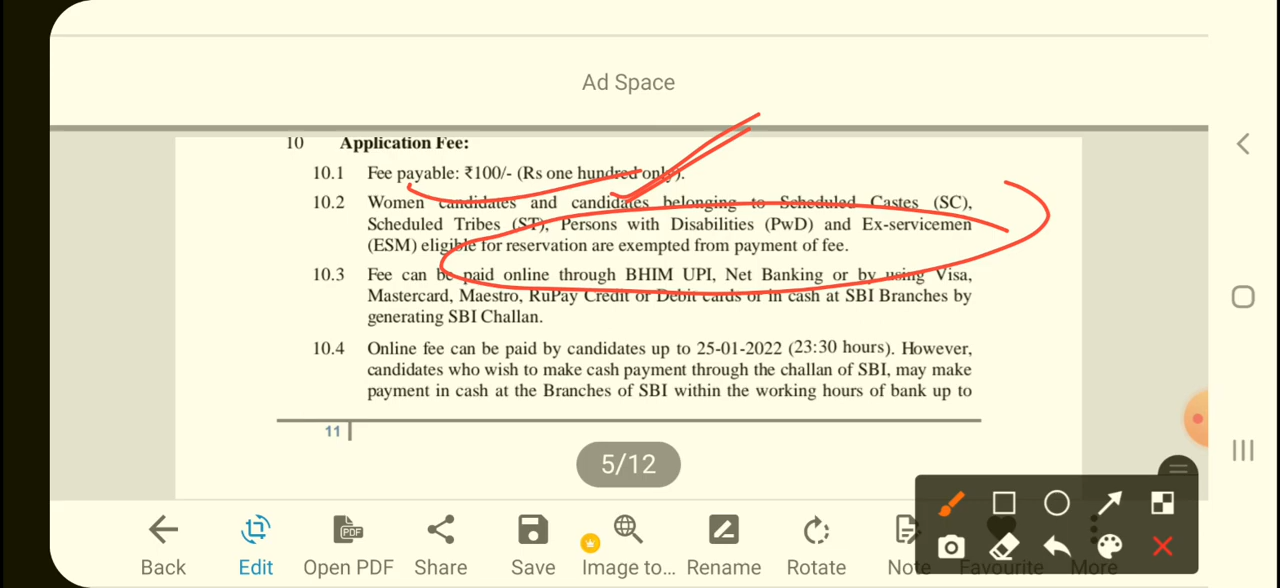 Ad Space
10 Application Fee:
10.1 Fee payable: ₹100/- (Rs one hundred only).
10.2 Women candidates and candidates belonging to Scheduled Castes (SC),
Scheduled Tribes (ST), Persons with Disabilities (PwD) and Ex-servicemen
(ESM) eligible for reservation are exempted from payment of fee.
10.3 Fee can be paid online through BHIM UPI, Net Banking or by using Visa,
Mastercard, Maestro, RuPay Credit or Debit cards or in cash at SBI Branches by
generating SBI Challan.
10.4 Online fee can be paid by candidates up to 25-01-2022 (23:30 hours). However,
candidates who wish to make cash payment through the challan of SBI, may make
payment in cash at the Branches of SBI within the working hours of bank up to
11
5/12
PDF
Back Edit Open PDF Share Save Image to... Rename Rotate Note Favourite More